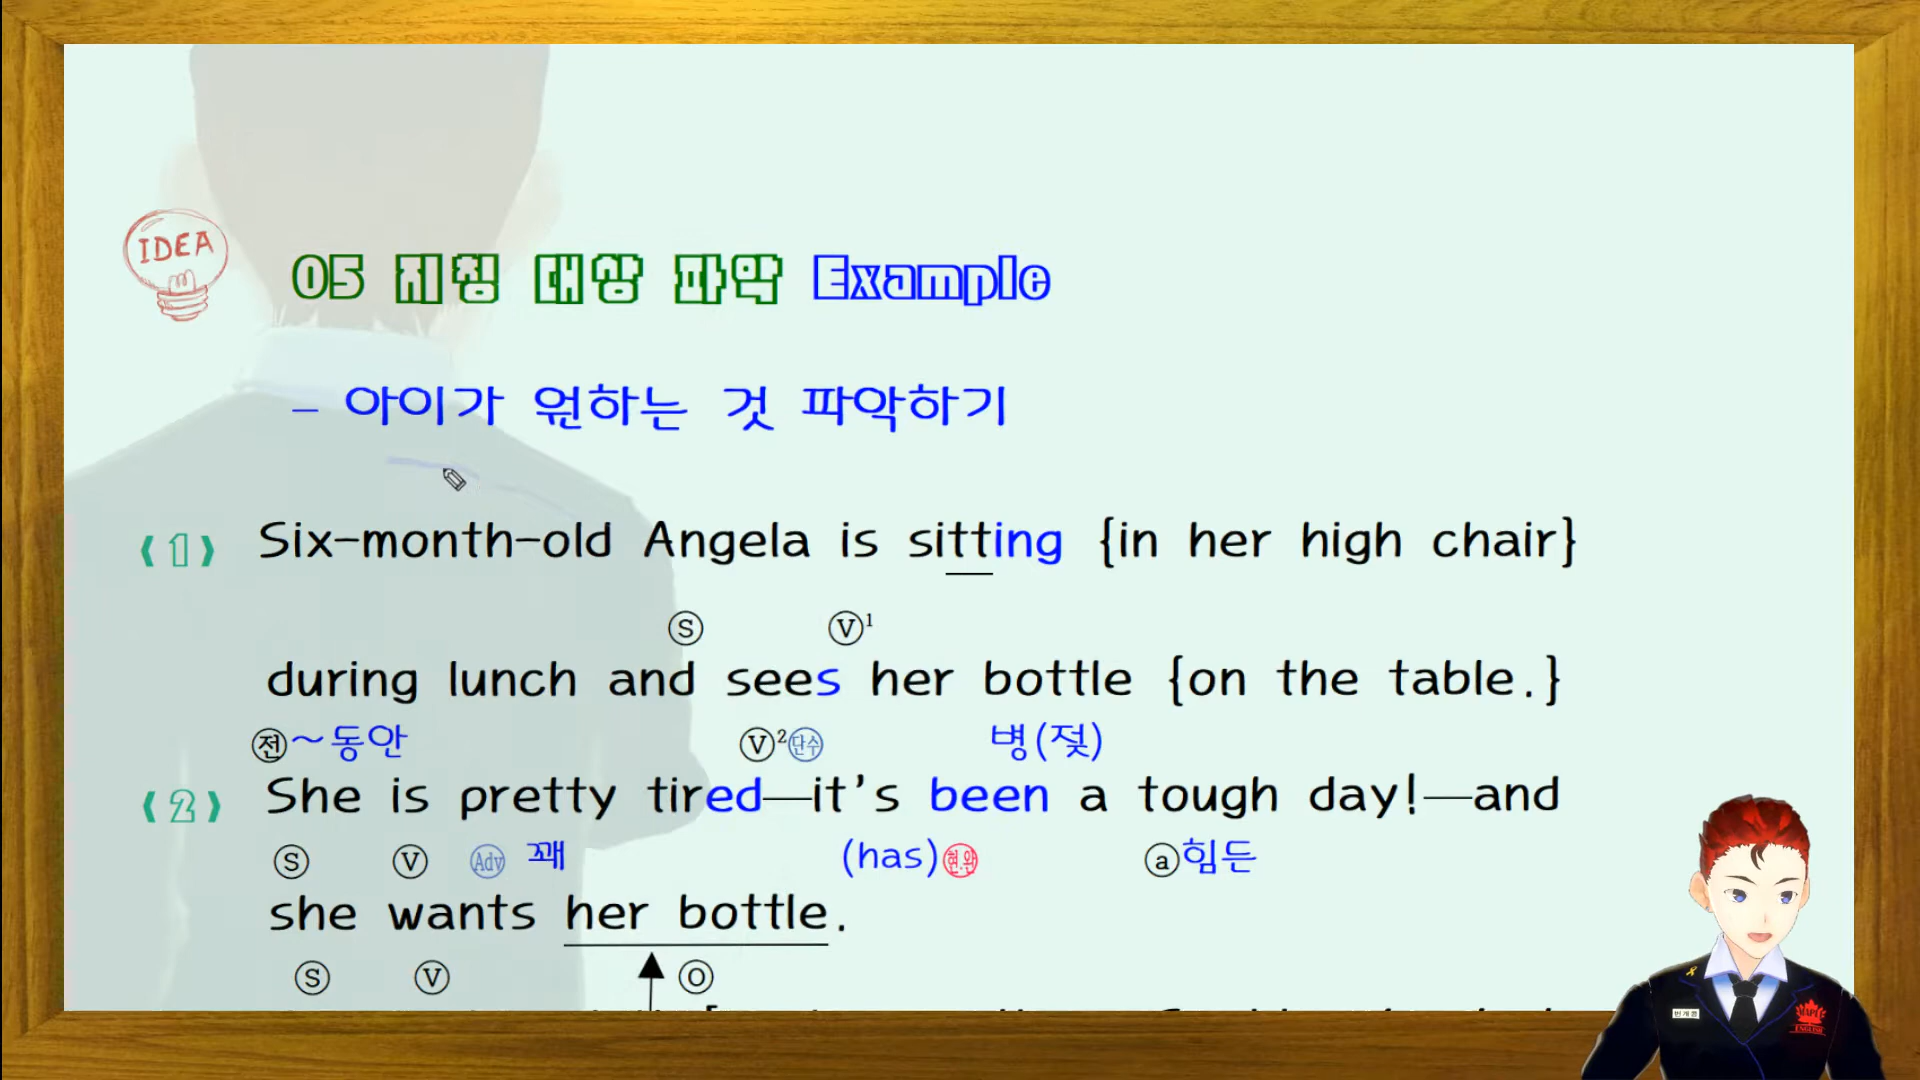 IDEA
05 지칭 대상 파악 Example
– 아이가 원하는 것 파악하기
❨1❩ Six-month-old Angela is sitting {in her high chair}
Ⓢ Ⓥ¹
during lunch and sees her bottle {on the table.}
전 ~동안 Ⓥ² 단수 병(젖)
❨2❩ She is pretty tired—it's been a tough day!—and
Ⓢ Ⓥ Adv 꽤 (has) 현.완 ⓐ힘든
she wants her bottle.
Ⓢ Ⓥ Ⓞ
MAPLE
ENGLISH